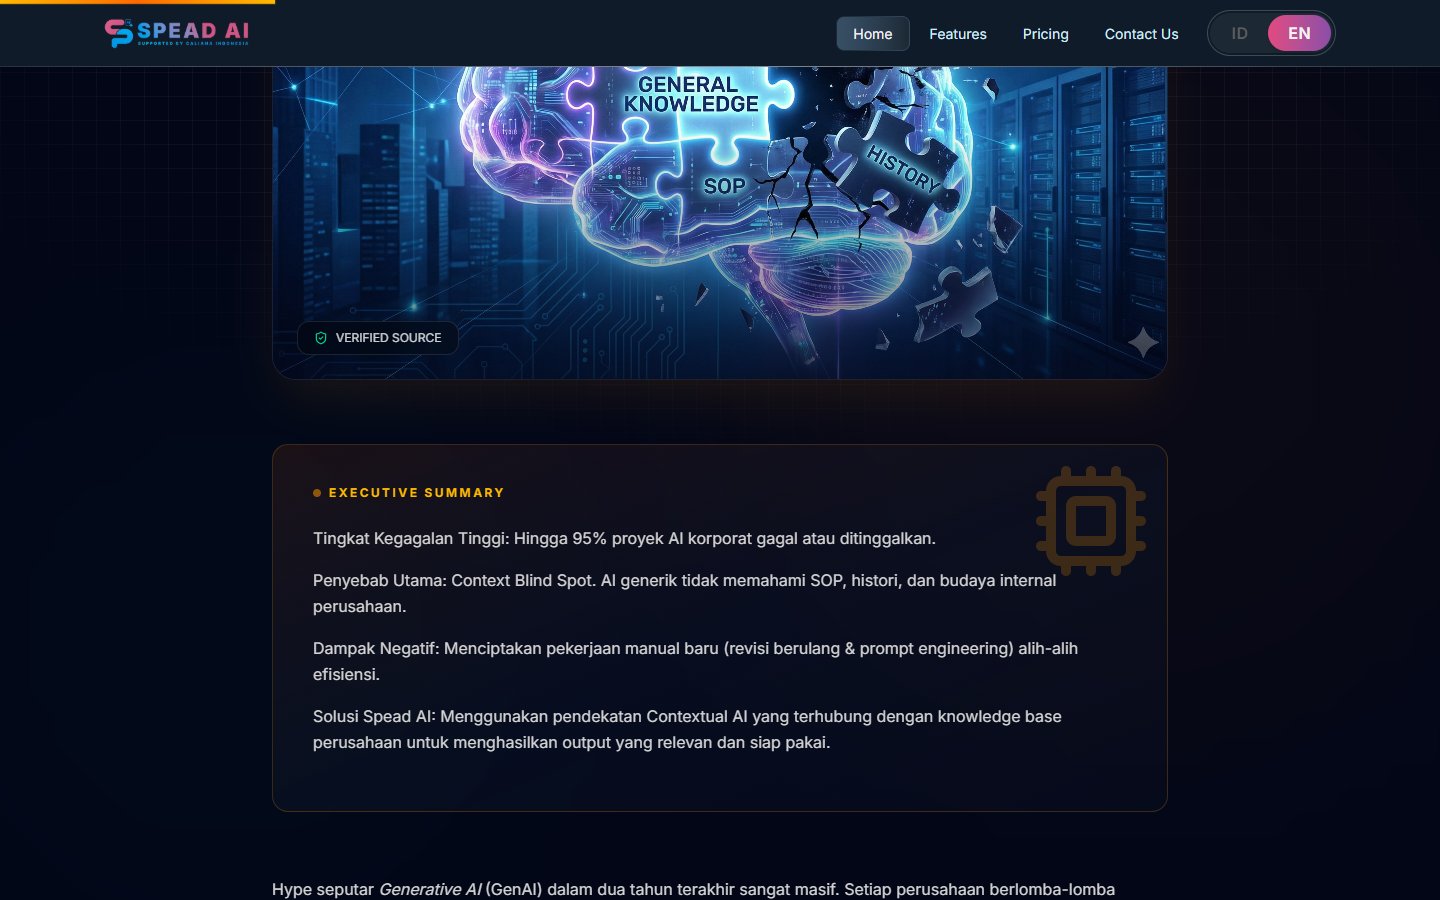 SPEAD AI
SUPPORTED BY CALIANA INDONESIA
Home
Features
Pricing
Contact Us
ID
EN
GENERAL
KNOWLEDGE
SOP
HISTORY
VERIFIED SOURCE
EXECUTIVE SUMMARY
Tingkat Kegagalan Tinggi: Hingga 95% proyek AI korporat gagal atau ditinggalkan.
Penyebab Utama: Context Blind Spot. AI generik tidak memahami SOP, histori, dan budaya internal
perusahaan.
Dampak Negatif: Menciptakan pekerjaan manual baru (revisi berulang & prompt engineering) alih-alih
efisiensi.
Solusi Spead AI: Menggunakan pendekatan Contextual AI yang terhubung dengan knowledge base
perusahaan untuk menghasilkan output yang relevan dan siap pakai.
Hype seputar Generative AI (GenAI) dalam dua tahun terakhir sangat masif. Setiap perusahaan berlomba-lomba